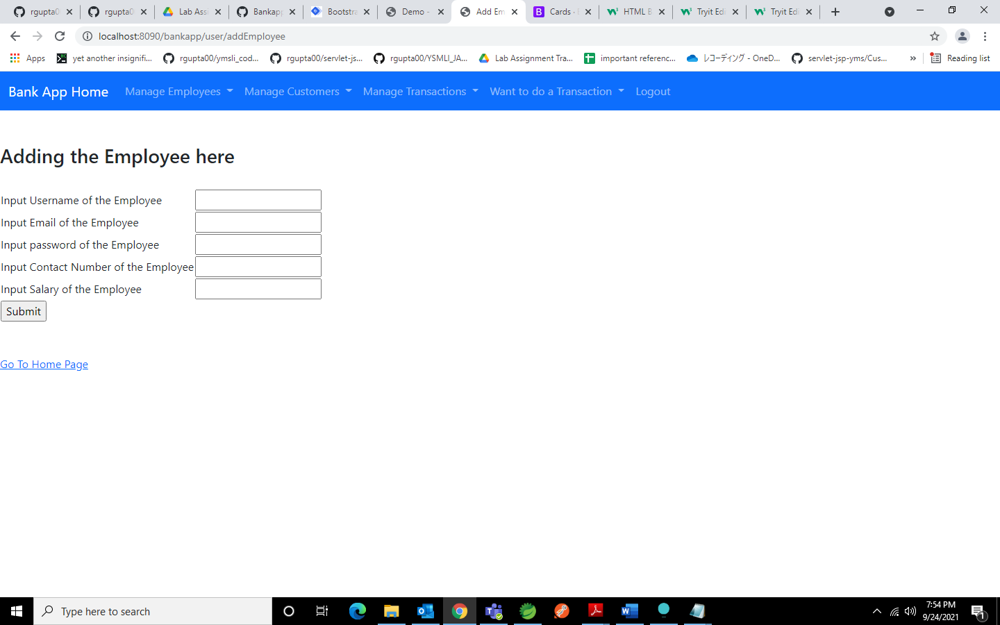 rgupta0
rgupta0
Lab Assi
Bankapp
Bootstra
Demo -
Add Em
Cards ·
HTML B
Tryit Edi
Tryit Edi
localhost:8090/bankapp/user/addEmployee
Apps
yet another insignifi...
rgupta00/ymsli_cod...
rgupta00/servlet-js...
rgupta00/YSMLI_JA...
Lab Assignment Tra...
important referenc...
レコーディング - OneD...
servlet-jsp-yms/Cus...
»
Reading list
Bank App Home
Manage Employees
Manage Customers
Manage Transactions
Want to do a Transaction
Logout
Adding the Employee here
Input Username of the Employee
Input Email of the Employee
Input password of the Employee
Input Contact Number of the Employee
Input Salary of the Employee
Submit
Go To Home Page
Type here to search
7:54 PM
9/24/2021
1